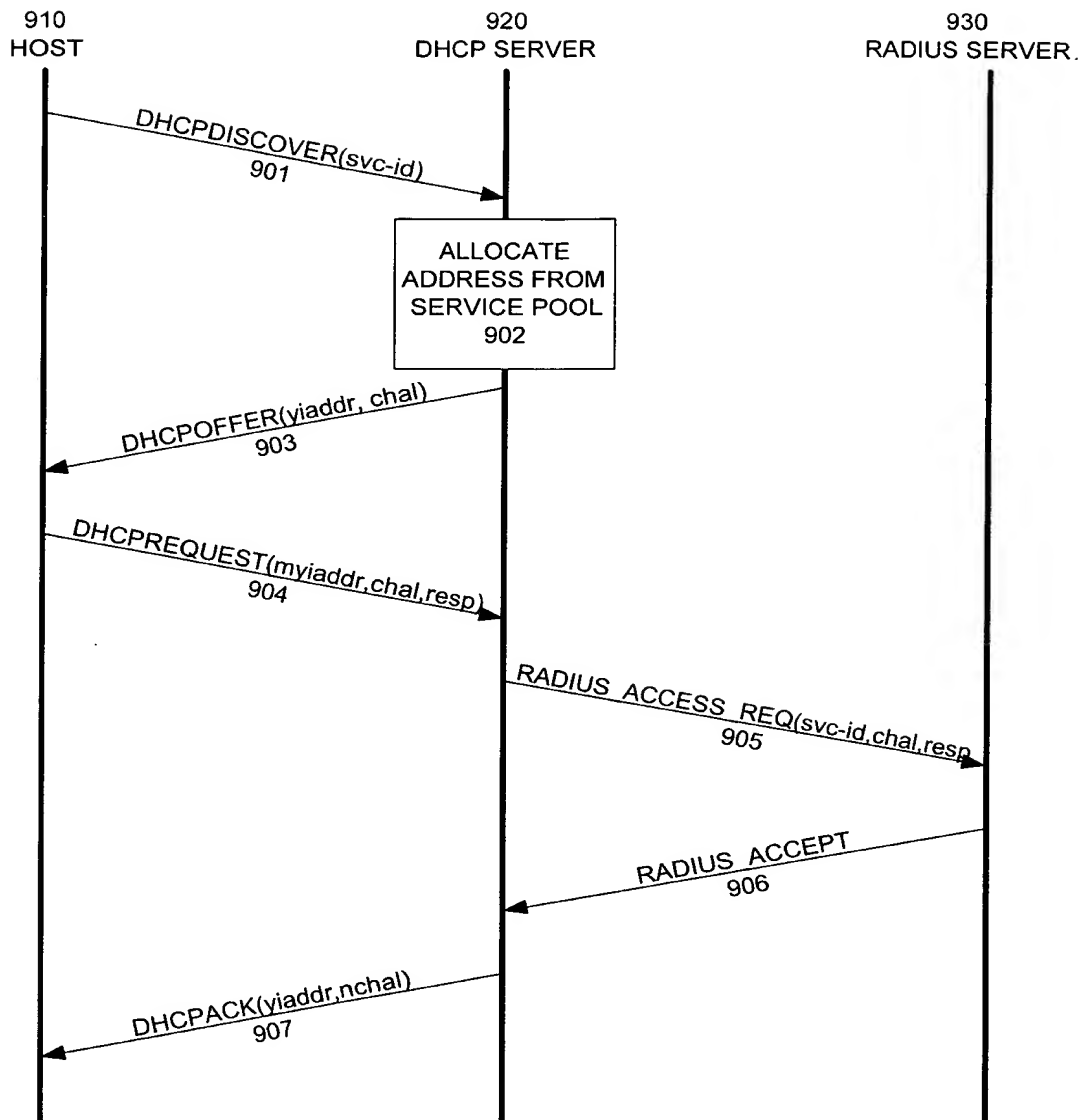 910
HOST
920
DHCP SERVER
930
RADIUS SERVER.
DHCPDISCOVER(svc-id)
901
ALLOCATE
ADDRESS FROM
SERVICE POOL
902
DHCPOFFER(yiaddr, chal)
903
DHCPREQUEST(myiaddr,chal,resp)
904
RADIUS_ACCESS_REQ(svc-id,chal,resp
905
RADIUS_ACCEPT
906
DHCPACK(yiaddr,nchal)
907